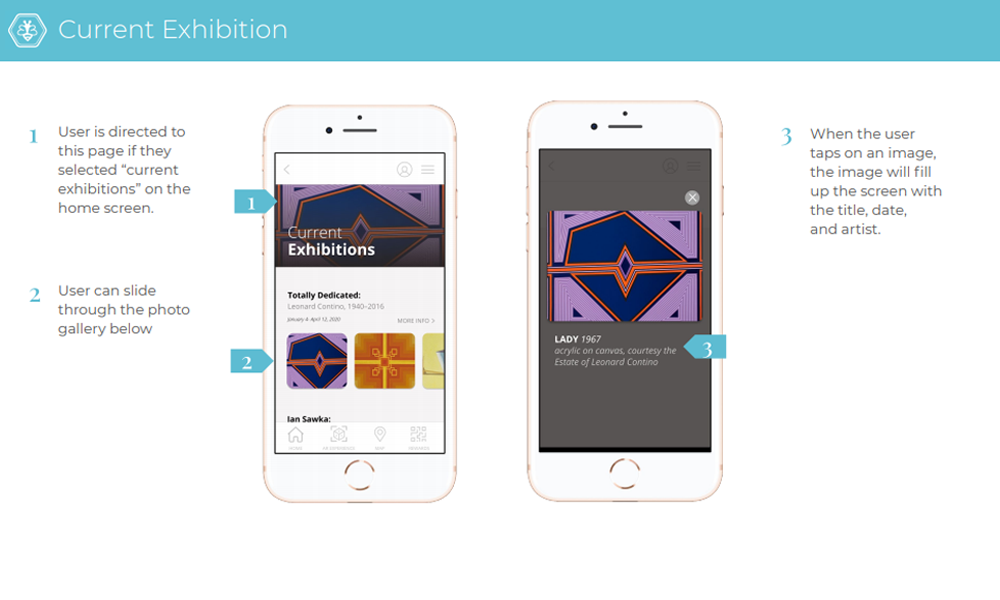 Current Exhibition
1
User is directed to
this page if they
selected “current
exhibitions” on the
home screen.
2
User can slide
through the photo
gallery below
1
Current
Exhibitions
Totally Dedicated:
Leonard Contino, 1940–2016
January 8- April 12, 2020
MORE INFO >
2
Ian Sawka:
HOME
MAP
LADY 1967
acrylic on canvas, courtesy the
Estate of Leonard Contino
3
3
When the user
taps on an image,
the image will fill
up the screen with
the title, date,
and artist.